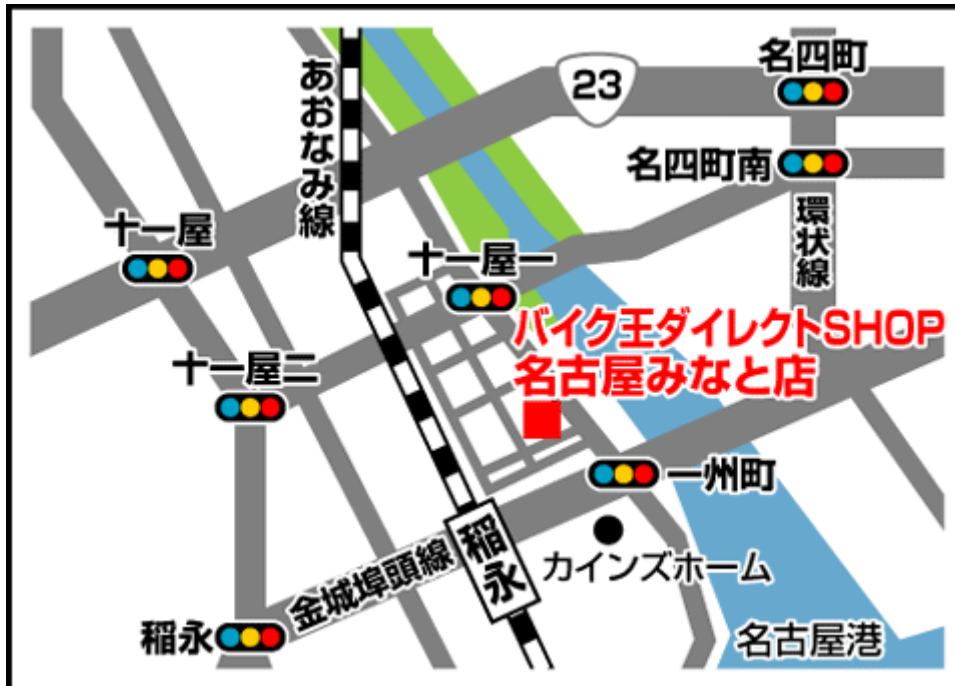 名四町
23
あおなみ線
名四町南
環状線
十一屋
十一屋一
バイク王ダイレクトSHOP
名古屋みなと店
十一屋二
一州町
稲永
カインズホーム
金城埠頭線
稲永
名古屋港